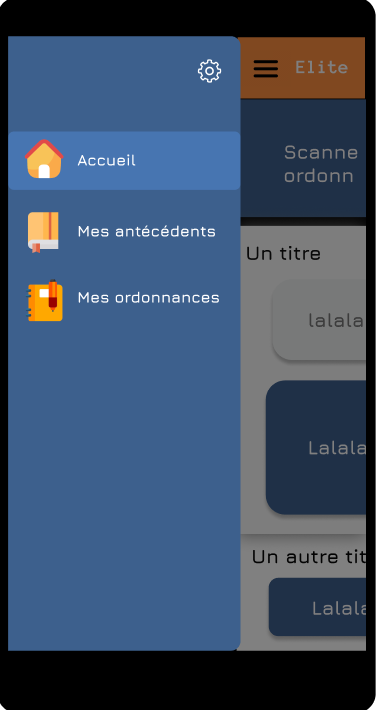 Elite
Accueil
Mes antécédents
Mes ordonnances
Scanne
ordonn
Un titre
lalala
Lalala
Un autre tit
Lalala